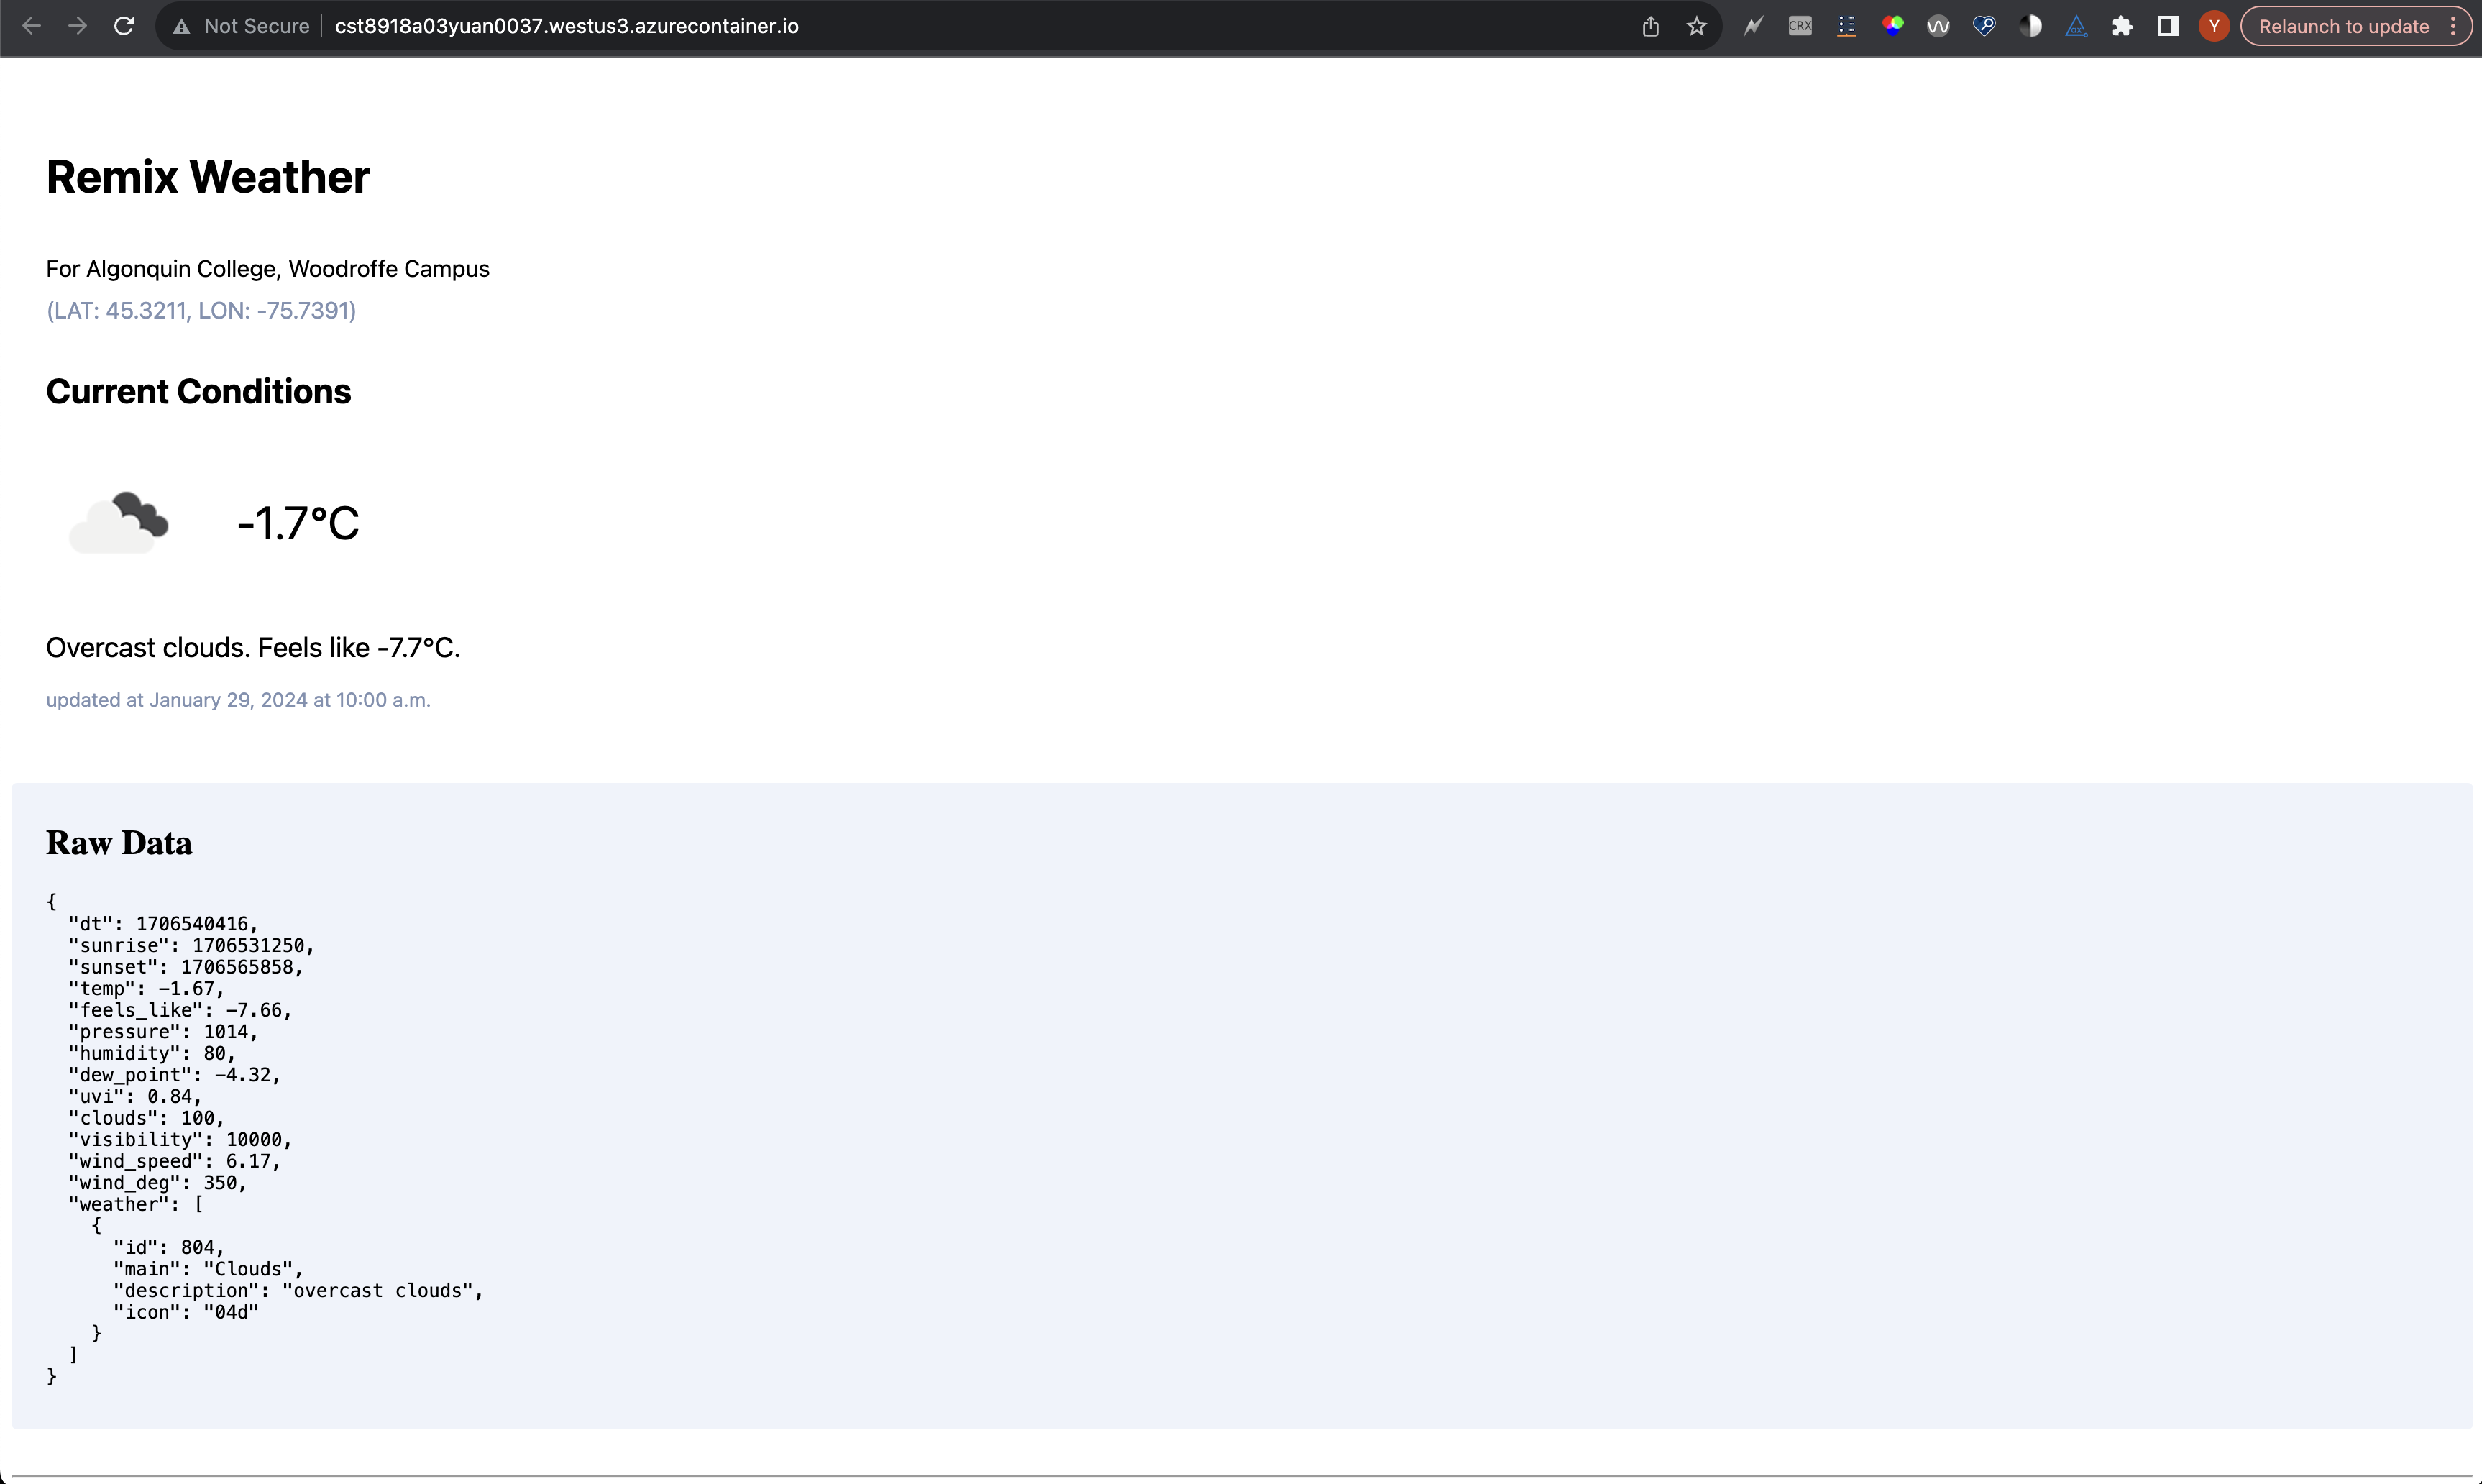 Not Secure cst8918a03yuan0037.westus3.azurecontainer.io CRX Y Relaunch to update
Remix Weather
For Algonquin College, Woodroffe Campus
(LAT: 45.3211, LON: -75.7391)
Current Conditions
-1.7°C
Overcast clouds. Feels like -7.7°C.
updated at January 29, 2024 at 10:00 a.m.
Raw Data
{
  "dt": 1706540416,
  "sunrise": 1706531250,
  "sunset": 1706565858,
  "temp": -1.67,
  "feels_like": -7.66,
  "pressure": 1014,
  "humidity": 80,
  "dew_point": -4.32,
  "uvi": 0.84,
  "clouds": 100,
  "visibility": 10000,
  "wind_speed": 6.17,
  "wind_deg": 350,
  "weather": [
    {
      "id": 804,
      "main": "Clouds",
      "description": "overcast clouds",
      "icon": "04d"
    }
  ]
}